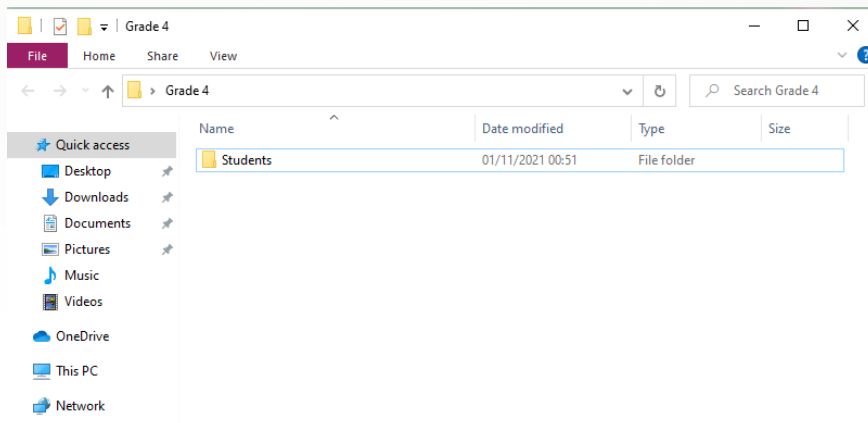 Grade 4
File Home Share View
Grade 4 Search Grade 4
Name Date modified Type Size
Quick access
Students 01/11/2021 00:51 File folder
Desktop
Downloads
Documents
Pictures
Music
Videos
OneDrive
This PC
Network